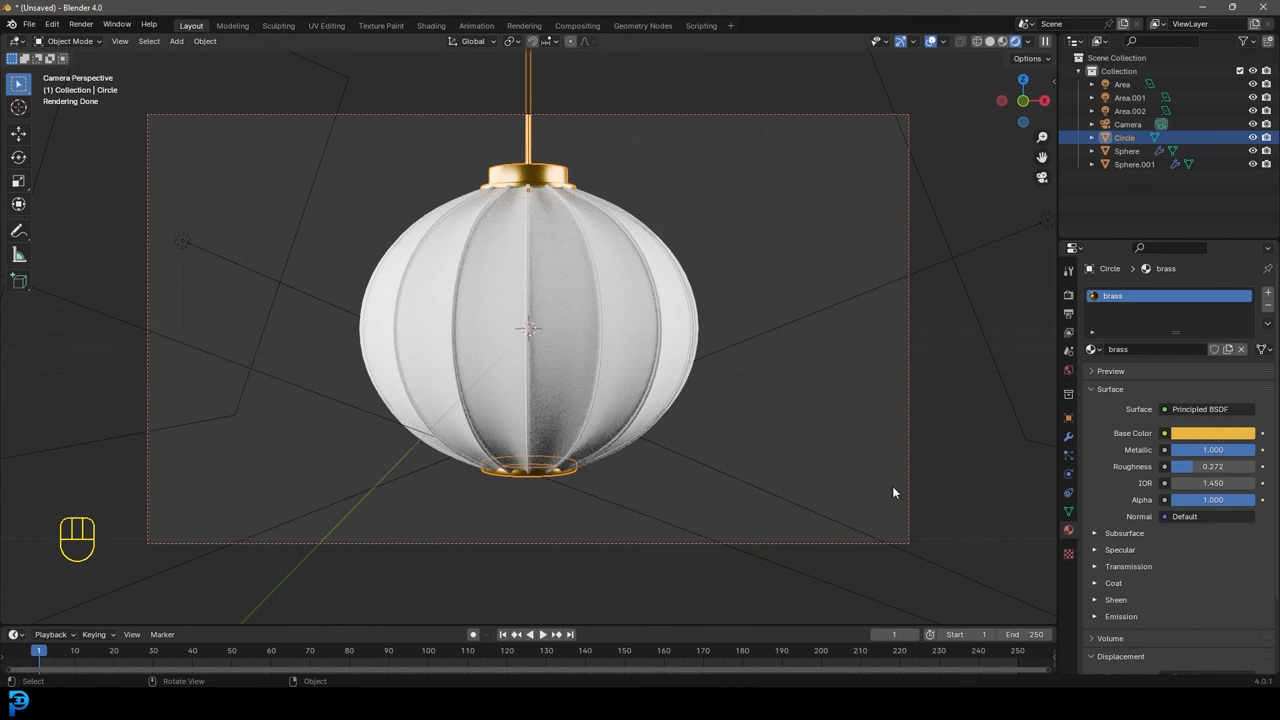 * (Unsaved) - Blender 4.0
File Edit Render Window Help Layout Modeling Sculpting UV Editing Texture Paint Shading Animation Rendering Compositing Geometry Nodes Scripting + Scene ViewLayer
Object Mode View Select Add Object Global
Options
Camera Perspective
(1) Collection | Circle
Rendering Done
Z
X
Scene Collection
Collection
Area
Area.001
Area.002
Camera
Circle
Sphere
Sphere.001
Circle > brass
brass
brass
Preview
Surface
Surface Principled BSDF
Base Color
Metallic 1.000
Roughness 0.272
IOR 1.450
Alpha 1.000
Normal Default
Subsurface
Specular
Transmission
Coat
Sheen
Emission
Volume
Displacement
Playback Keying View Marker 1 Start 1 End 250
1 10 20 30 40 50 60 70 80 90 100 110 120 130 140 150 160 170 180 190 200 210 220 230 240 250
Select Rotate View Object 4.0.1